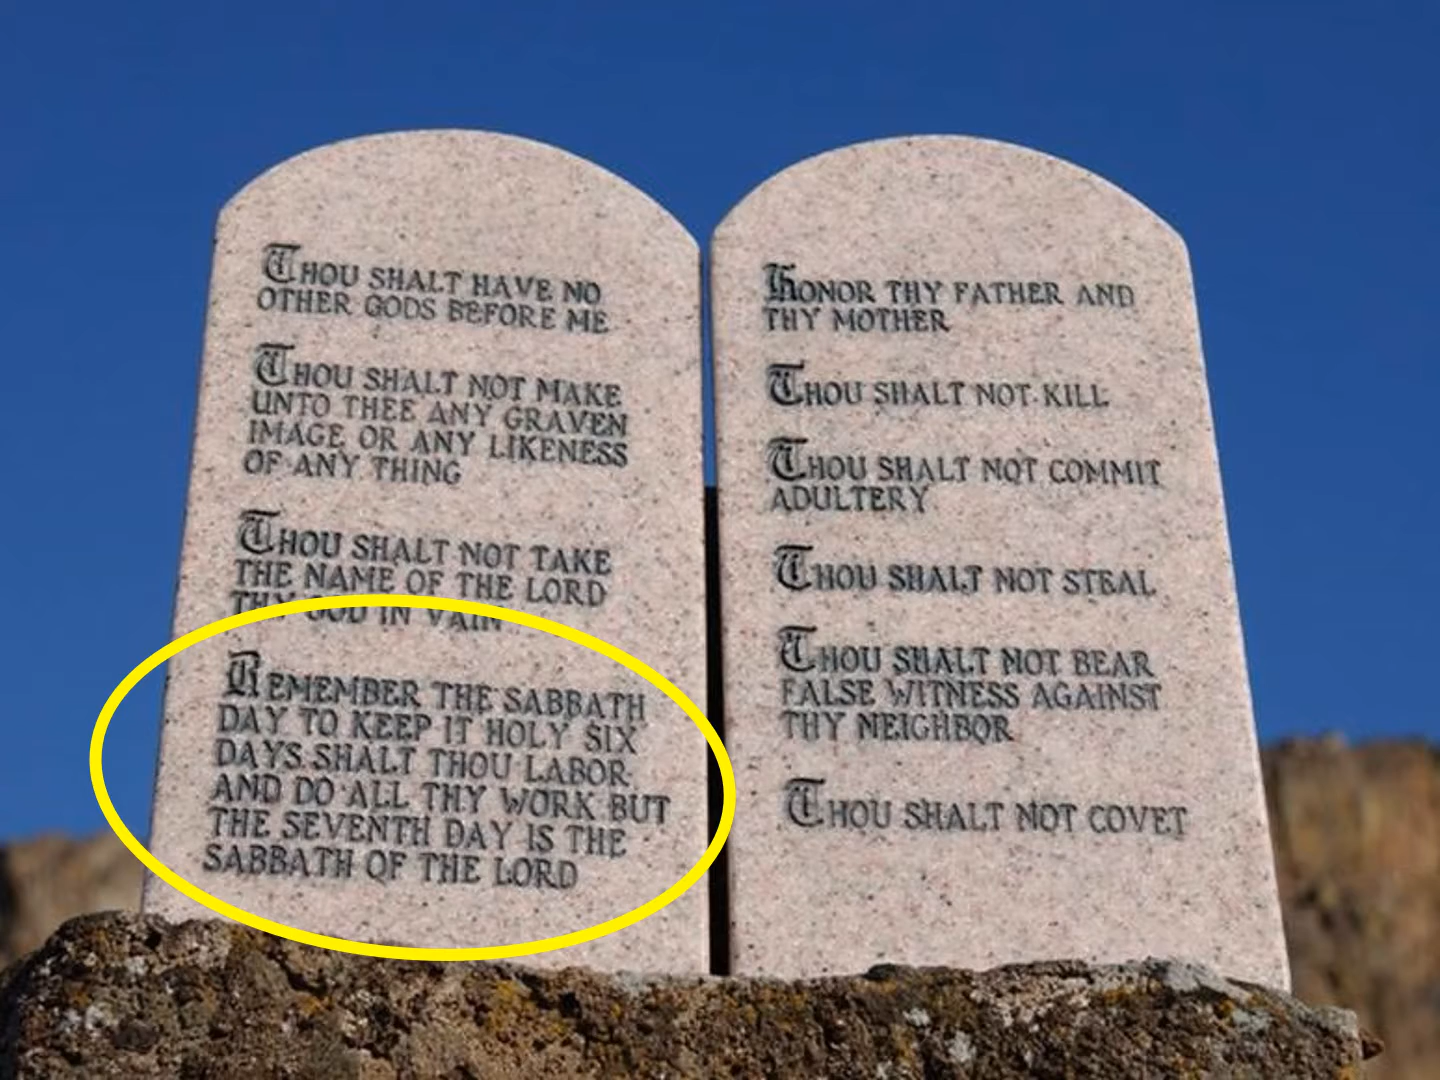 THOU SHALT HAVE NO
OTHER GODS BEFORE ME
THOU SHALT NOT MAKE
UNTO THEE ANY GRAVEN
IMAGE OR ANY LIKENESS
OF ANY THING
THOU SHALT NOT TAKE
THE NAME OF THE LORD
THY GOD IN VAIN
REMEMBER THE SABBATH
DAY TO KEEP IT HOLY SIX
DAYS SHALT THOU LABOR
AND DO ALL THY WORK BUT
THE SEVENTH DAY IS THE
SABBATH OF THE LORD
HONOR THY FATHER AND
THY MOTHER
THOU SHALT NOT KILL
THOU SHALT NOT COMMIT
ADULTERY
THOU SHALT NOT STEAL
THOU SHALT NOT BEAR
FALSE WITNESS AGAINST
THY NEIGHBOR
THOU SHALT NOT COVET